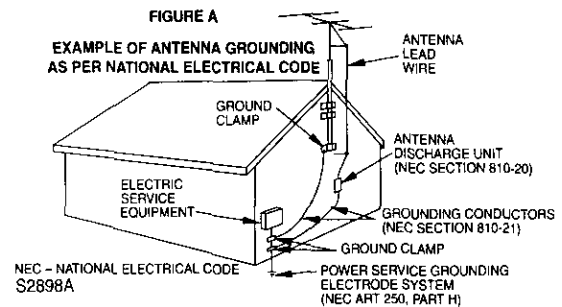 FIGURE A
EXAMPLE OF ANTENNA GROUNDING
AS PER NATIONAL ELECTRICAL CODE
ANTENNA
LEAD
WIRE
GROUND
CLAMP
ANTENNA
DISCHARGE UNIT
(NEC SECTION 810-20)
ELECTRIC
SERVICE
EQUIPMENT
GROUNDING CONDUCTORS
(NEC SECTION 810-21)
GROUND CLAMP
POWER SERVICE GROUNDING
ELECTRODE SYSTEM
(NEC ART 250, PART H)
NEC – NATIONAL ELECTRICAL CODE
S2898A